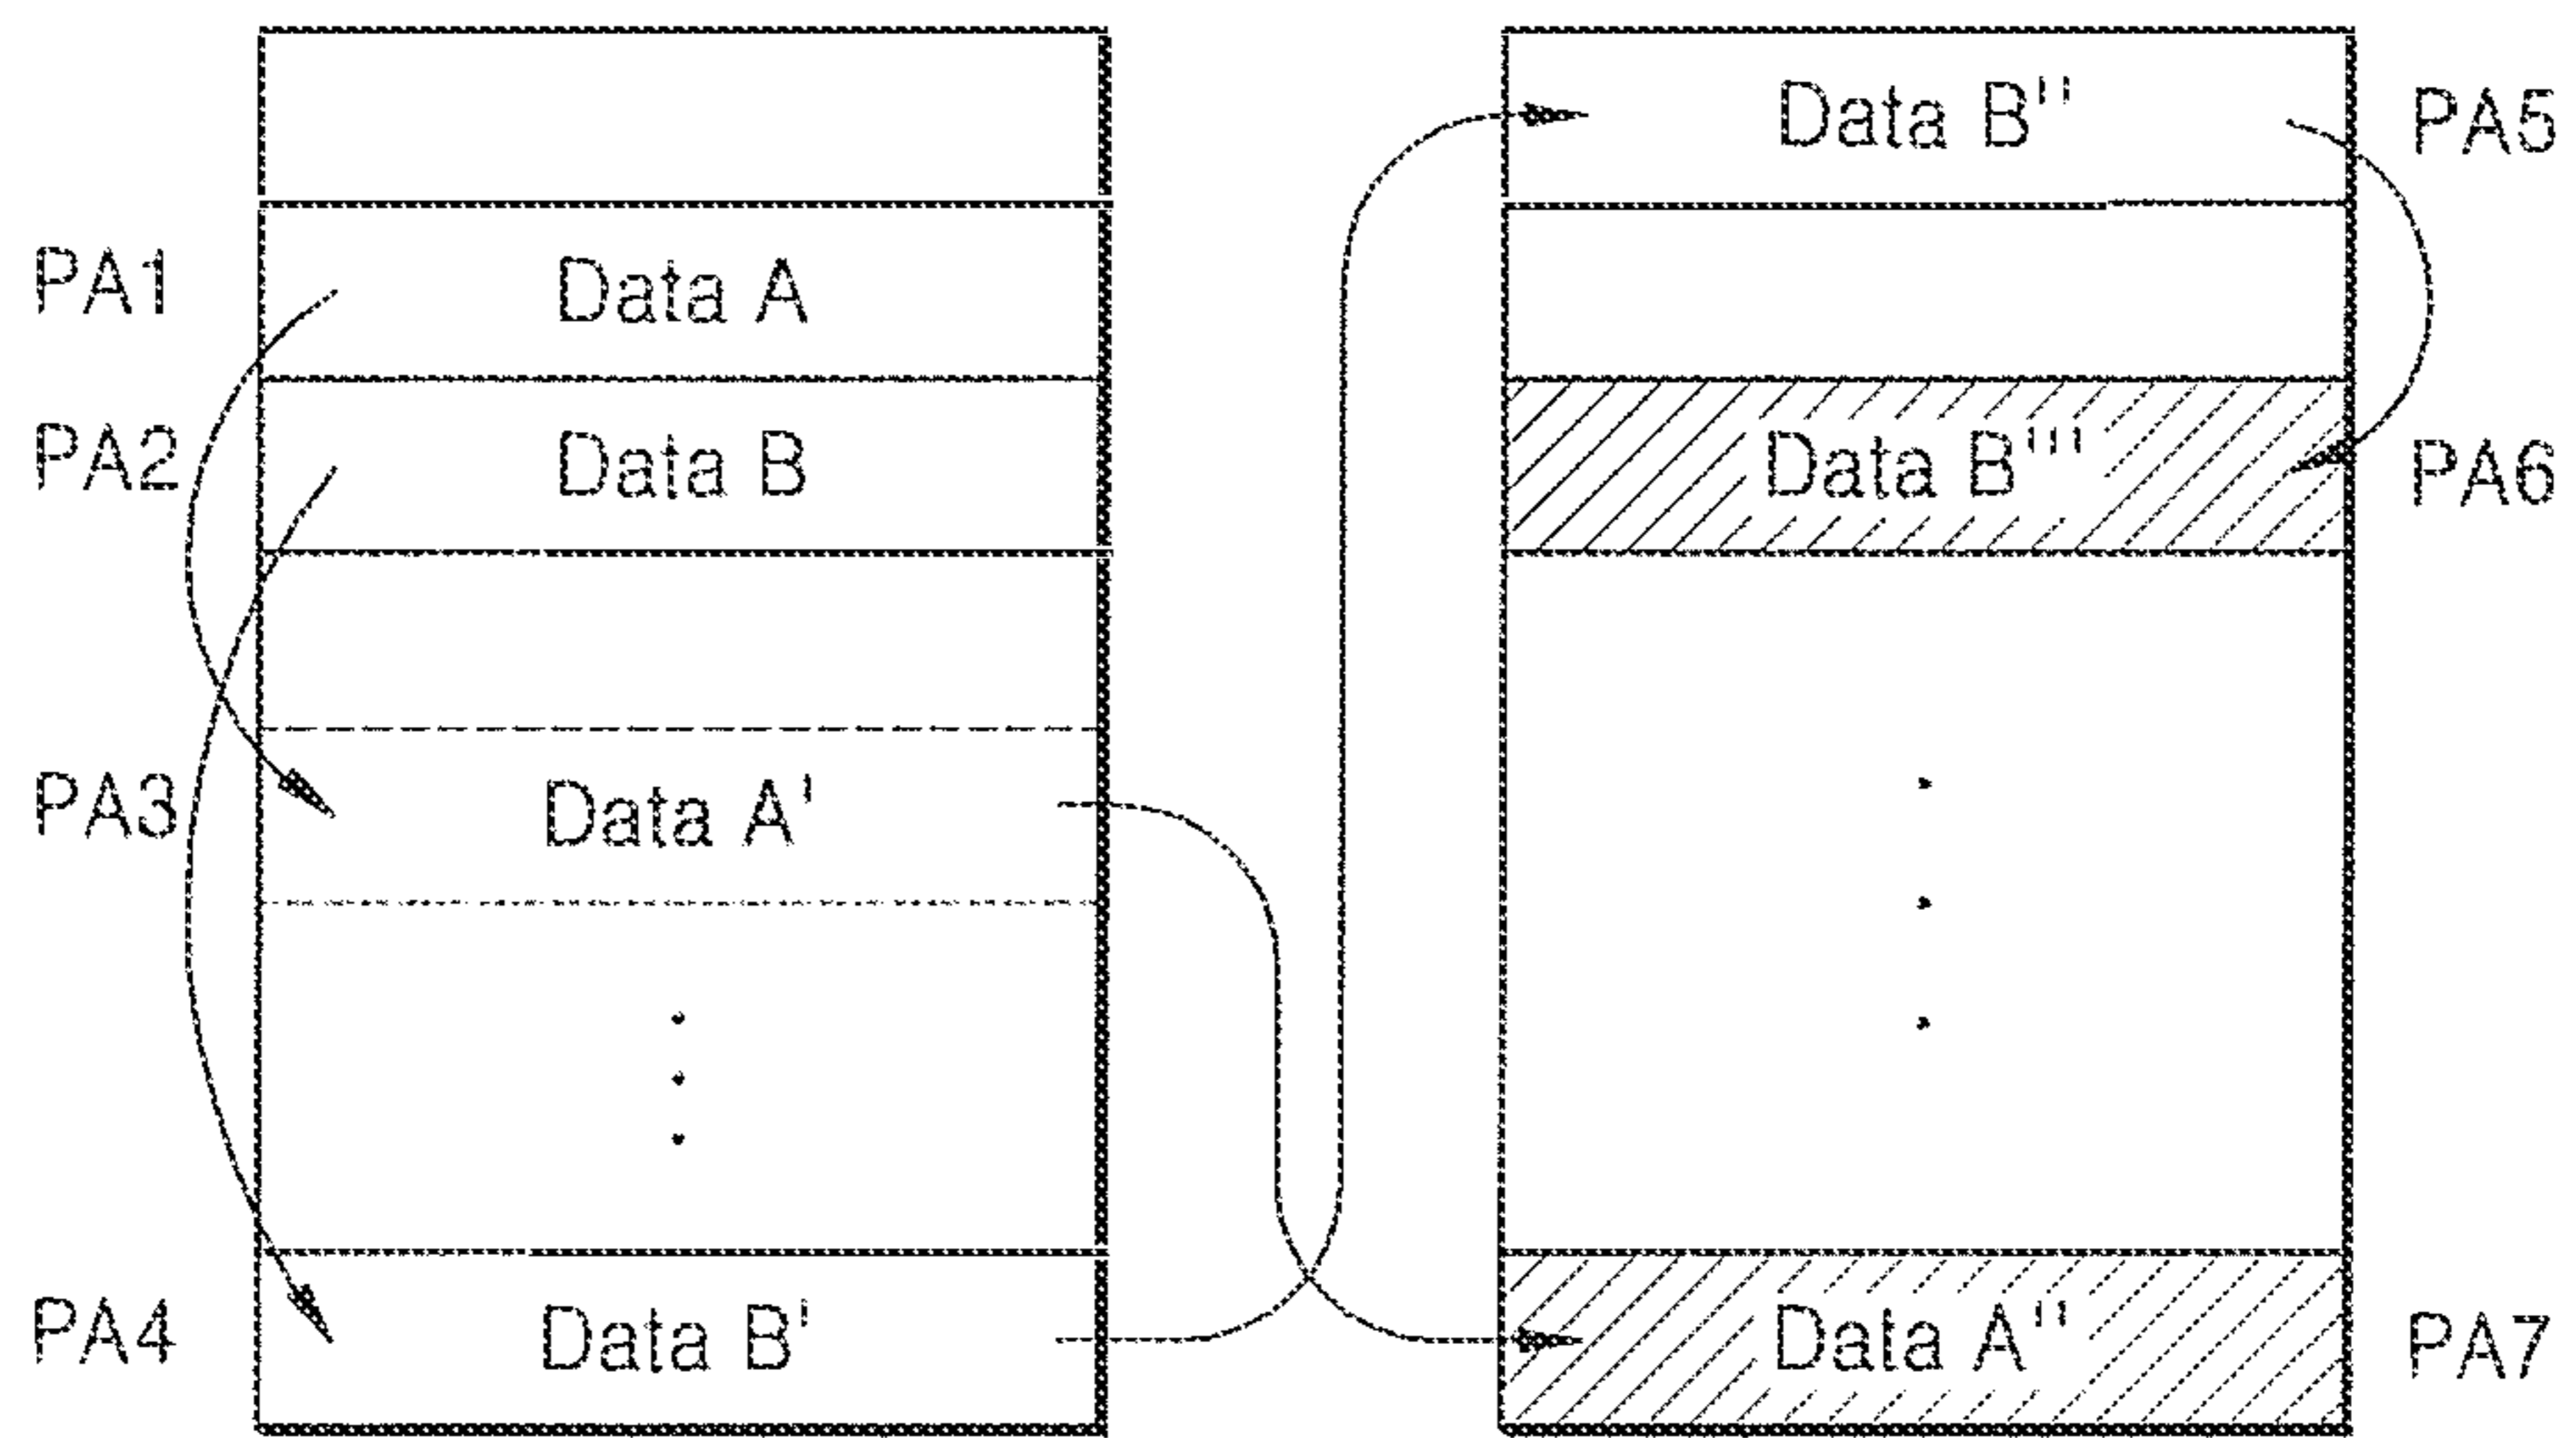 Data B'' PA5
PA1 Data A
PA2 Data B
Data B''' PA6
PA3 Data A'
PA4 Data B'
Data A'' PA7